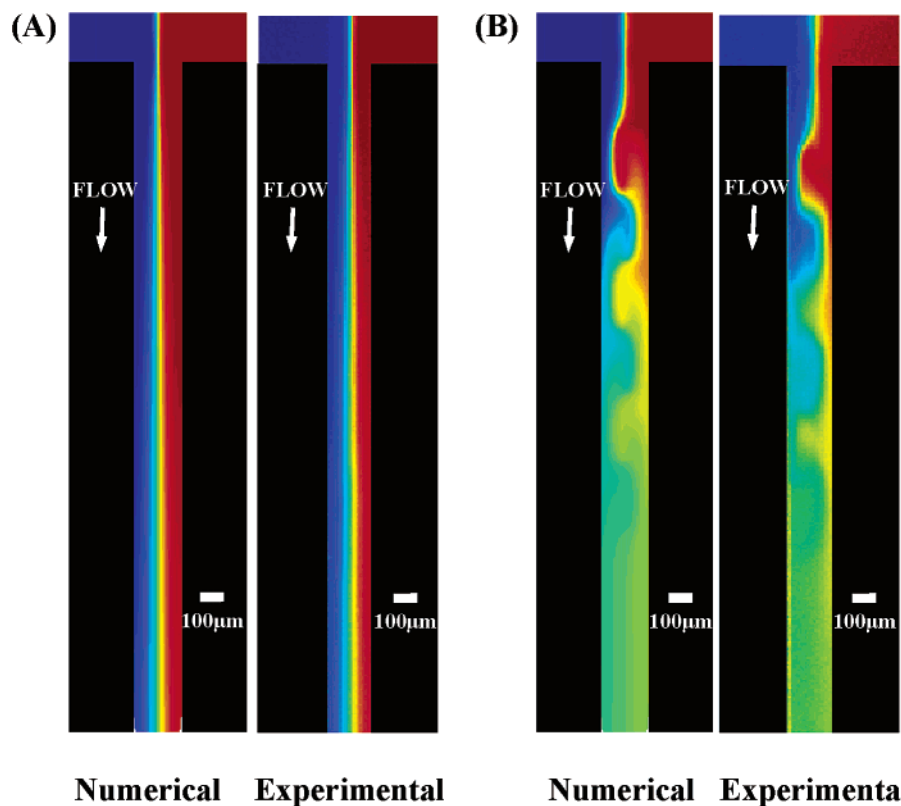 (A)
(B)
FLOW
FLOW
FLOW
FLOW
100μm
100μm
100μm
100μm
Numerical
Experimental
Numerical
Experimenta